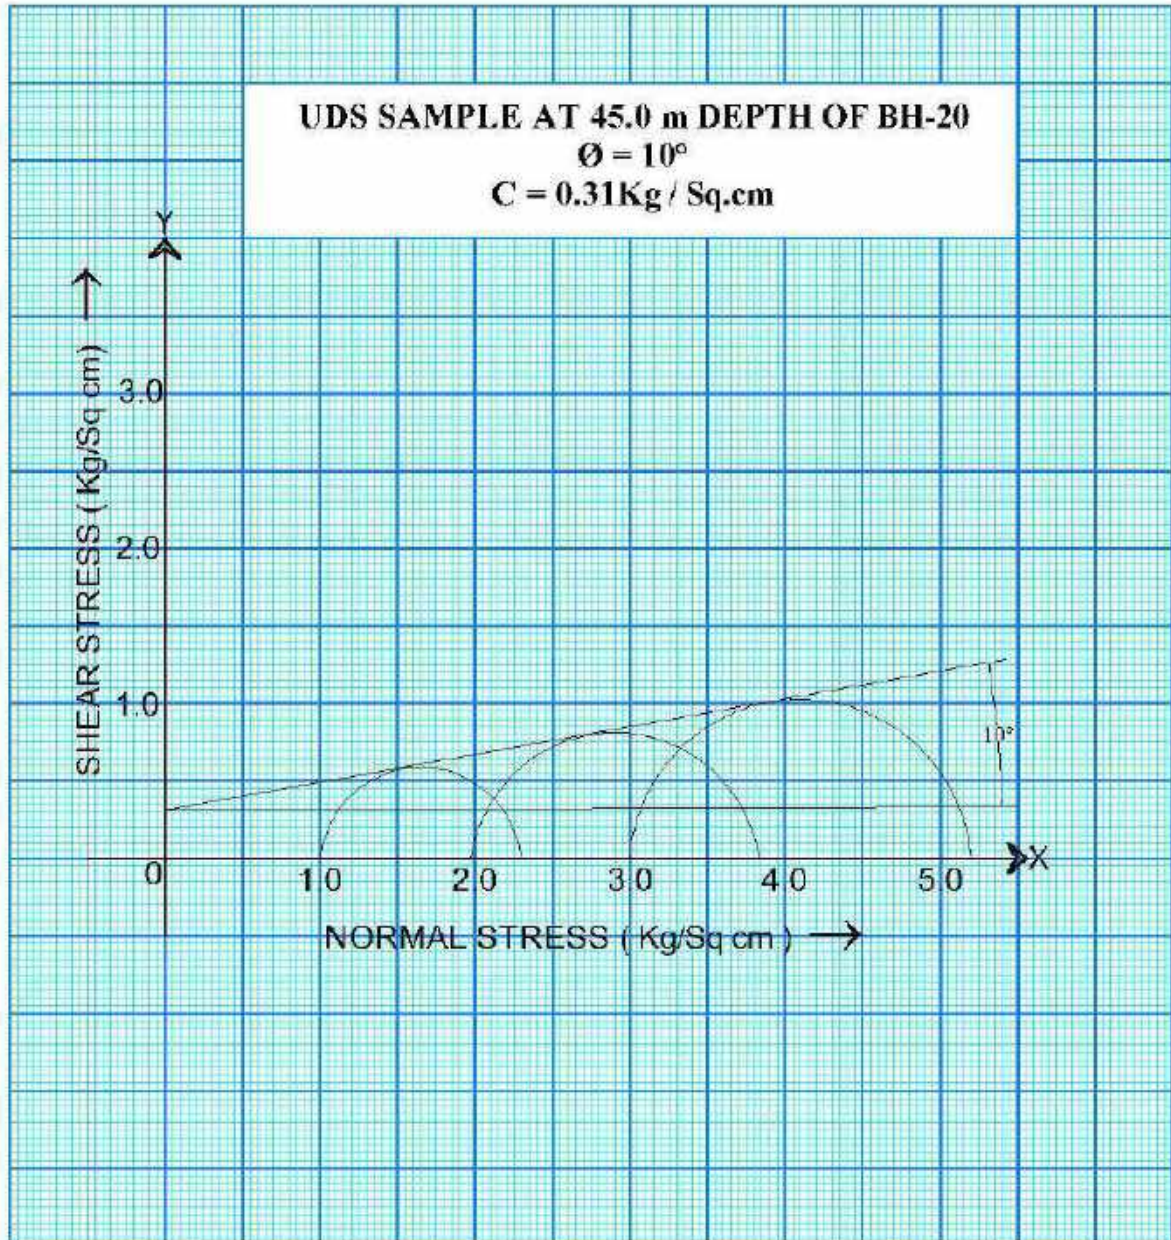 UDS SAMPLE AT 45.0 m DEPTH OF BH-20
Ø = 10°
C = 0.31Kg / Sq.cm
Y
SHEAR STRESS ( Kg/Sq cm )
3.0
2.0
1.0
10°
0
1.0
2.0
3.0
4.0
5.0
X
NORMAL STRESS ( Kg/Sq cm )